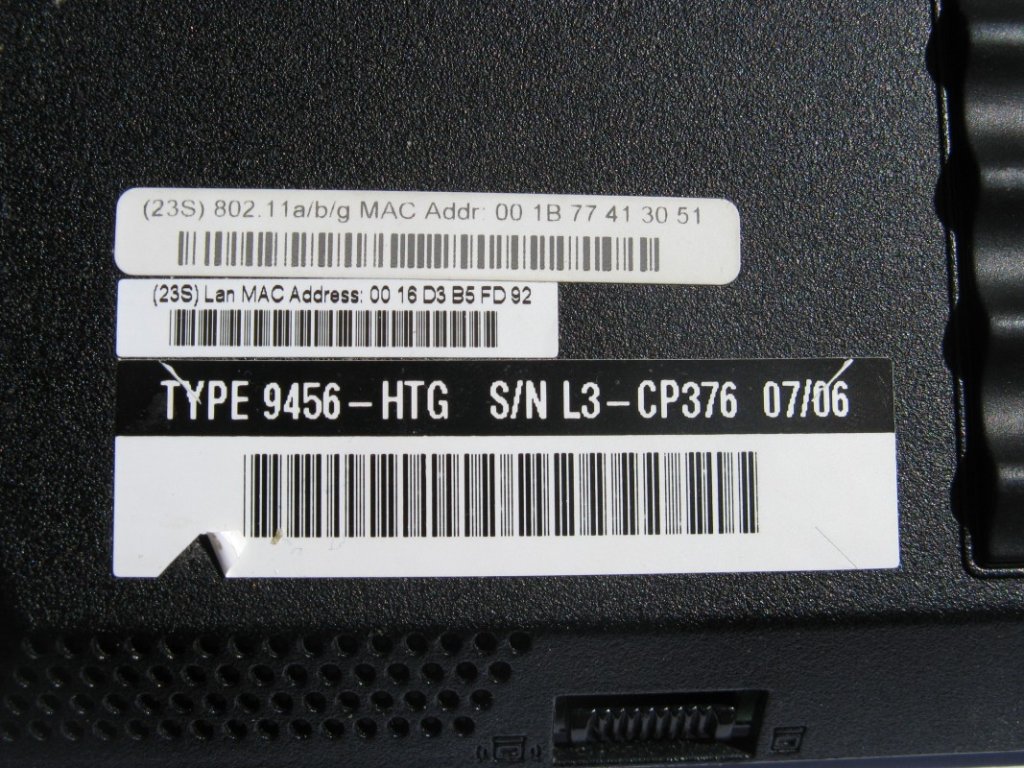 (23S) 802.11a/b/g MAC Addr: 00 1B 77 41 30 51
(23S) Lan MAC Address: 00 16 D3 B5 FD 92
TYPE 9456-HTG S/N L3-CP376 07/06